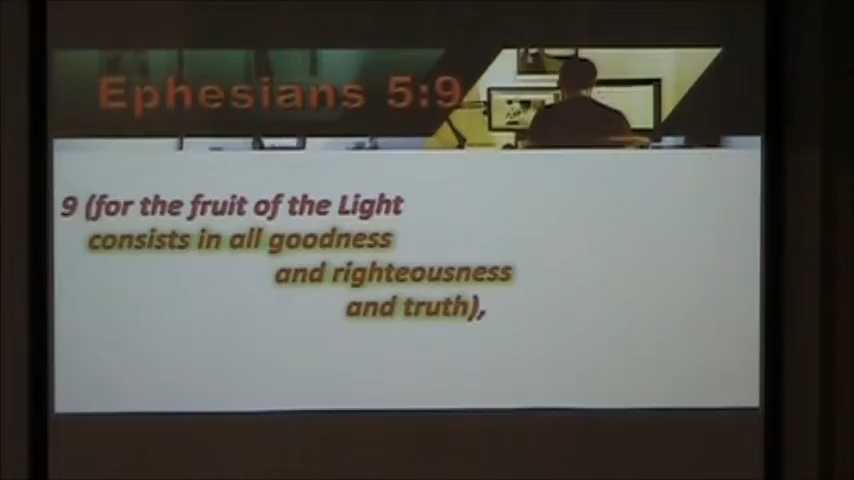 Ephesians 5:9
9 (for the fruit of the Light
consists in all goodness
and righteousness
and truth),